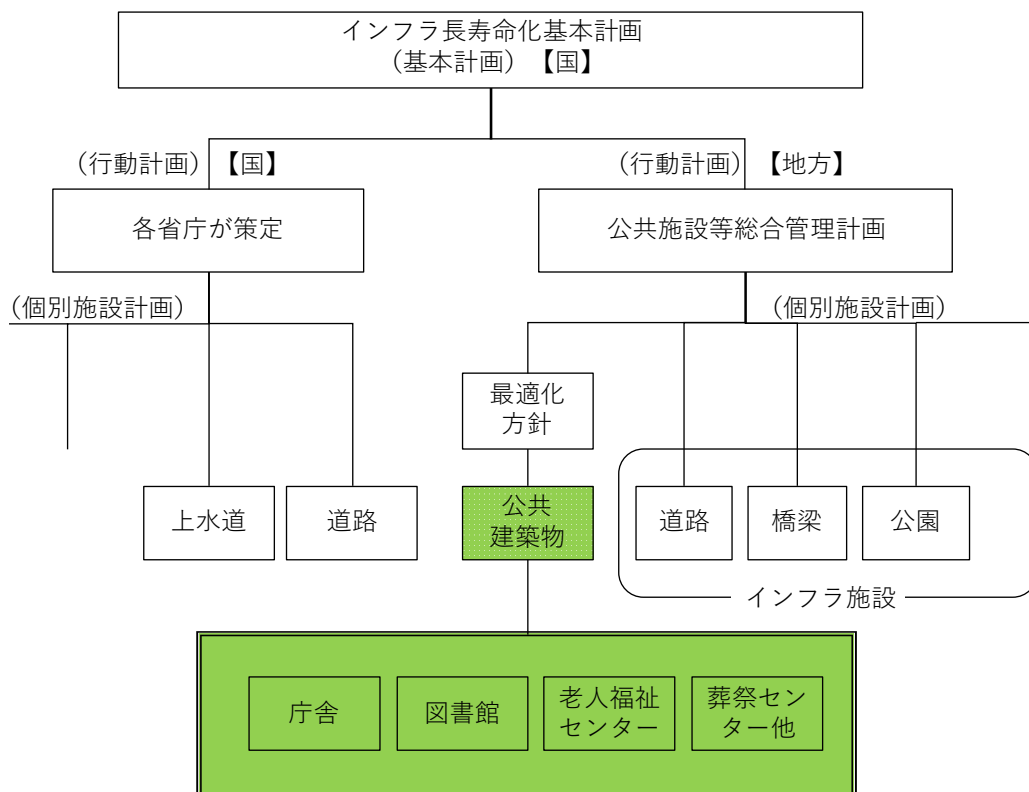 インフラ長寿命化基本計画
（基本計画）【国】
（行動計画）【国】
（行動計画）【地方】
各省庁が策定
公共施設等総合管理計画
（個別施設計画）
（個別施設計画）
最適化
方針
上水道
道路
公共
建築物
道路
橋梁
公園
インフラ施設
庁舎
図書館
老人福祉
センター
葬祭セン
ター他